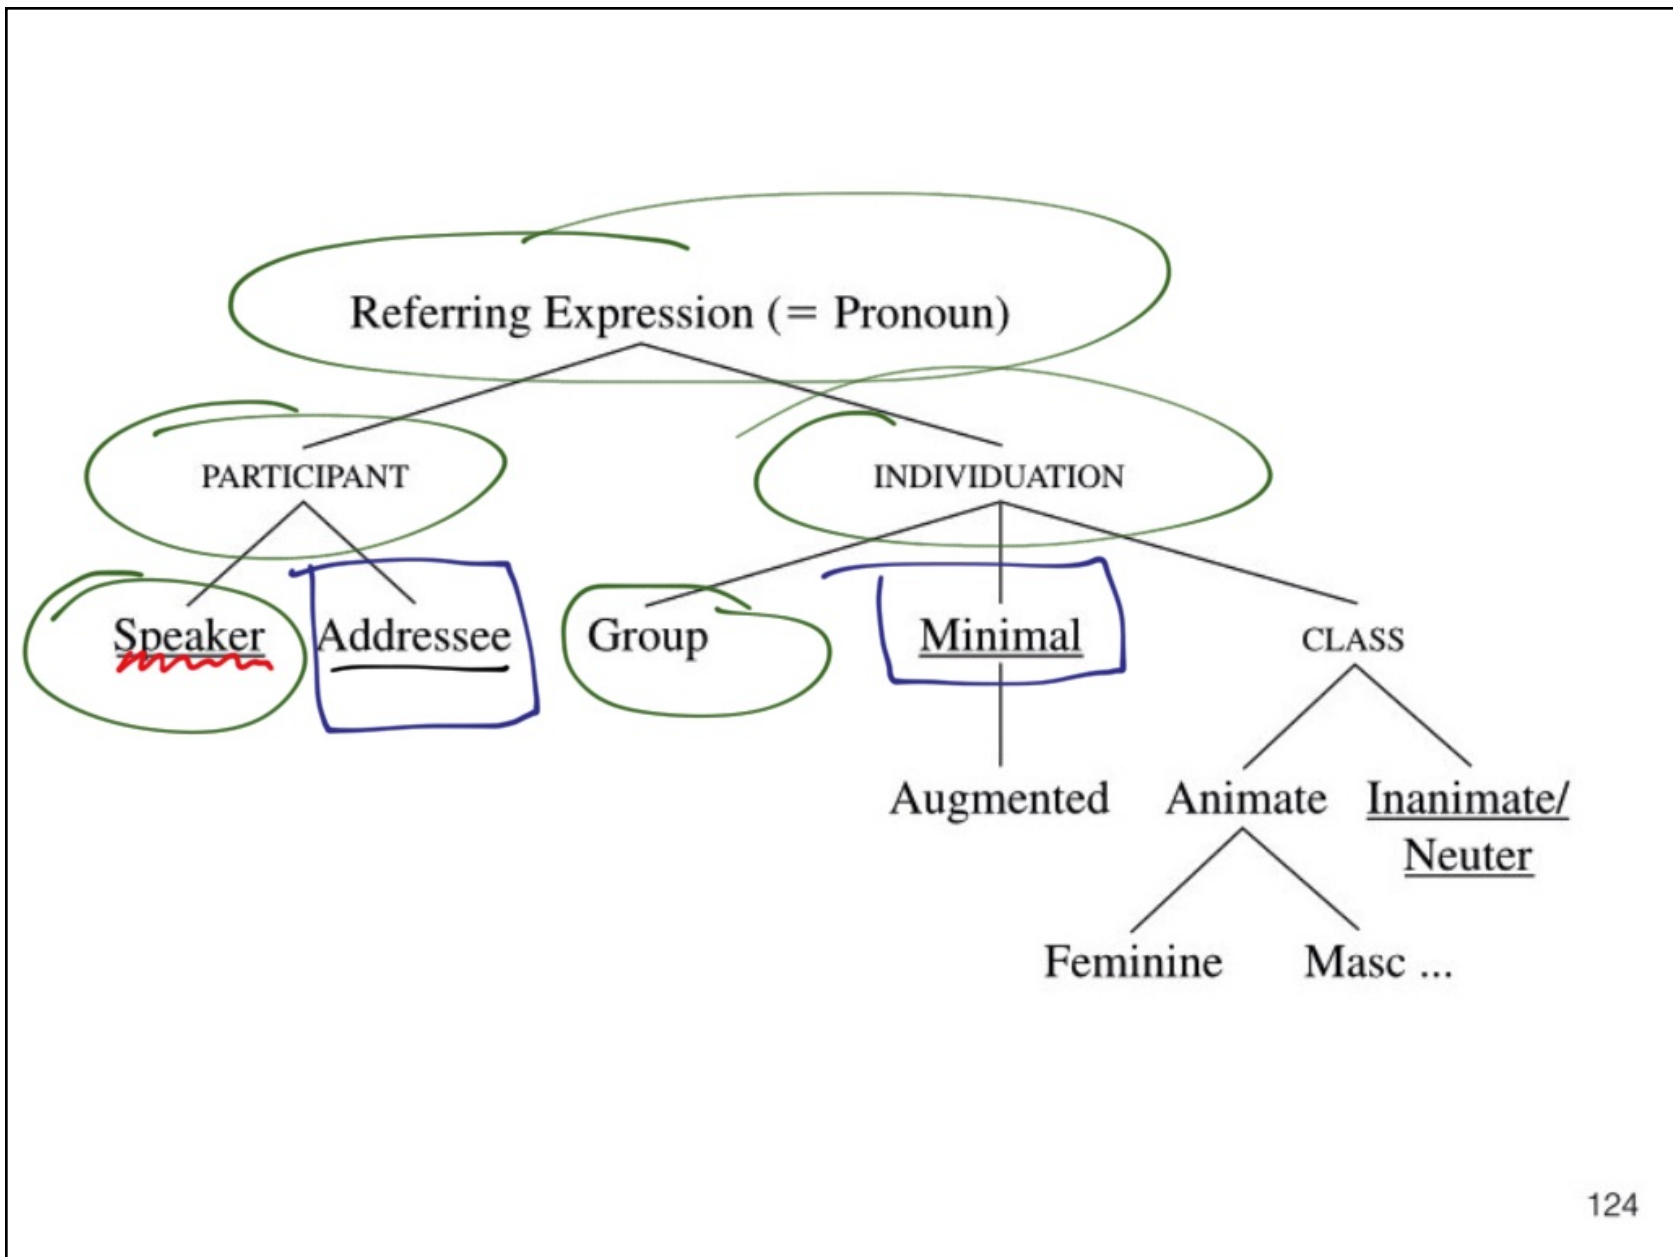 Referring Expression (= Pronoun)
PARTICIPANT
INDIVIDUATION
Speaker
Addressee
Group
Minimal
CLASS
Augmented
Animate
Inanimate/
Neuter
Feminine
Masc ...
124